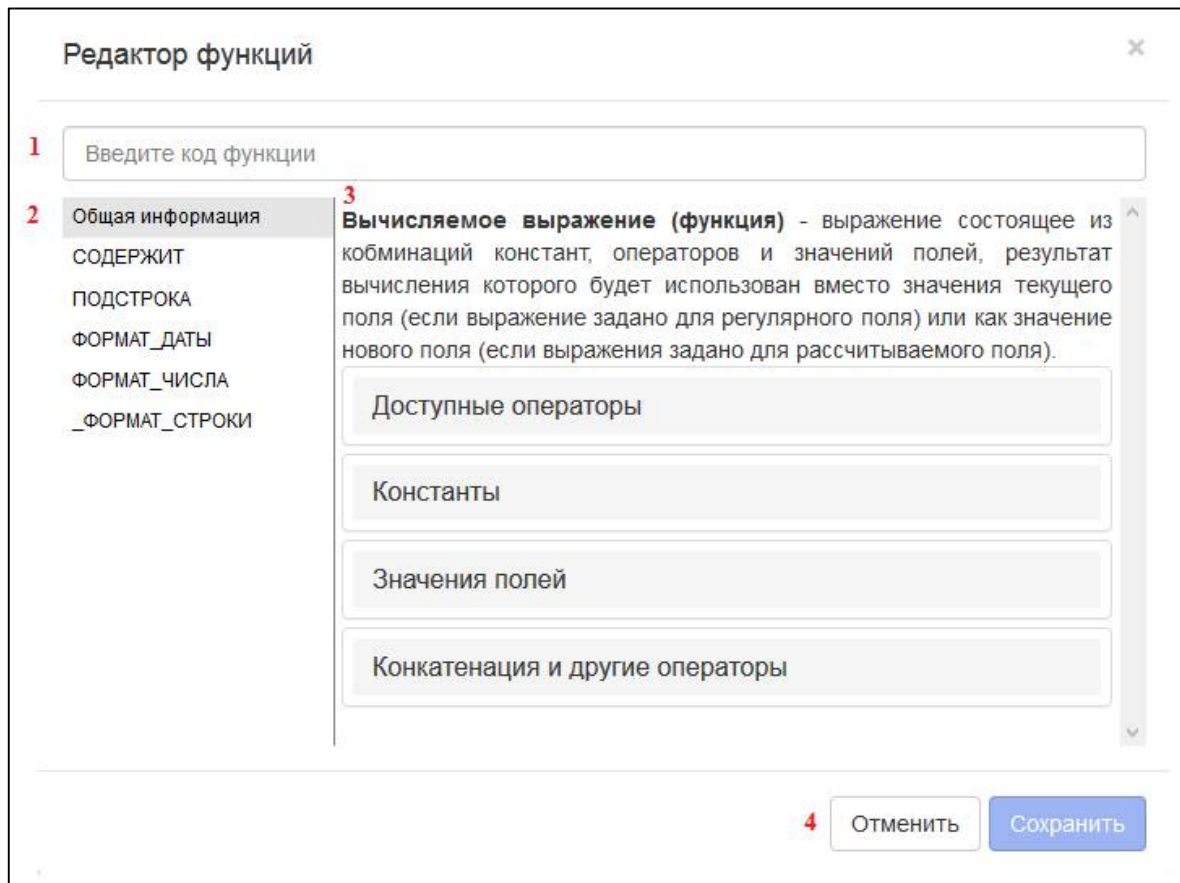 Редактор функций
×
1
Введите код функции
2
Общая информация
СОДЕРЖИТ
ПОДСТРОКА
ФОРМАТ_ДАТЫ
ФОРМАТ_ЧИСЛА
_ФОРМАТ_СТРОКИ
3
Вычисляемое выражение (функция) - выражение состоящее из
кобминаций констант, операторов и значений полей, результат
вычисления которого будет использован вместо значения текущего
поля (если выражение задано для регулярного поля) или как значение
нового поля (если выражения задано для рассчитываемого поля).
Доступные операторы
Константы
Значения полей
Конкатенация и другие операторы
4
Отменить
Сохранить